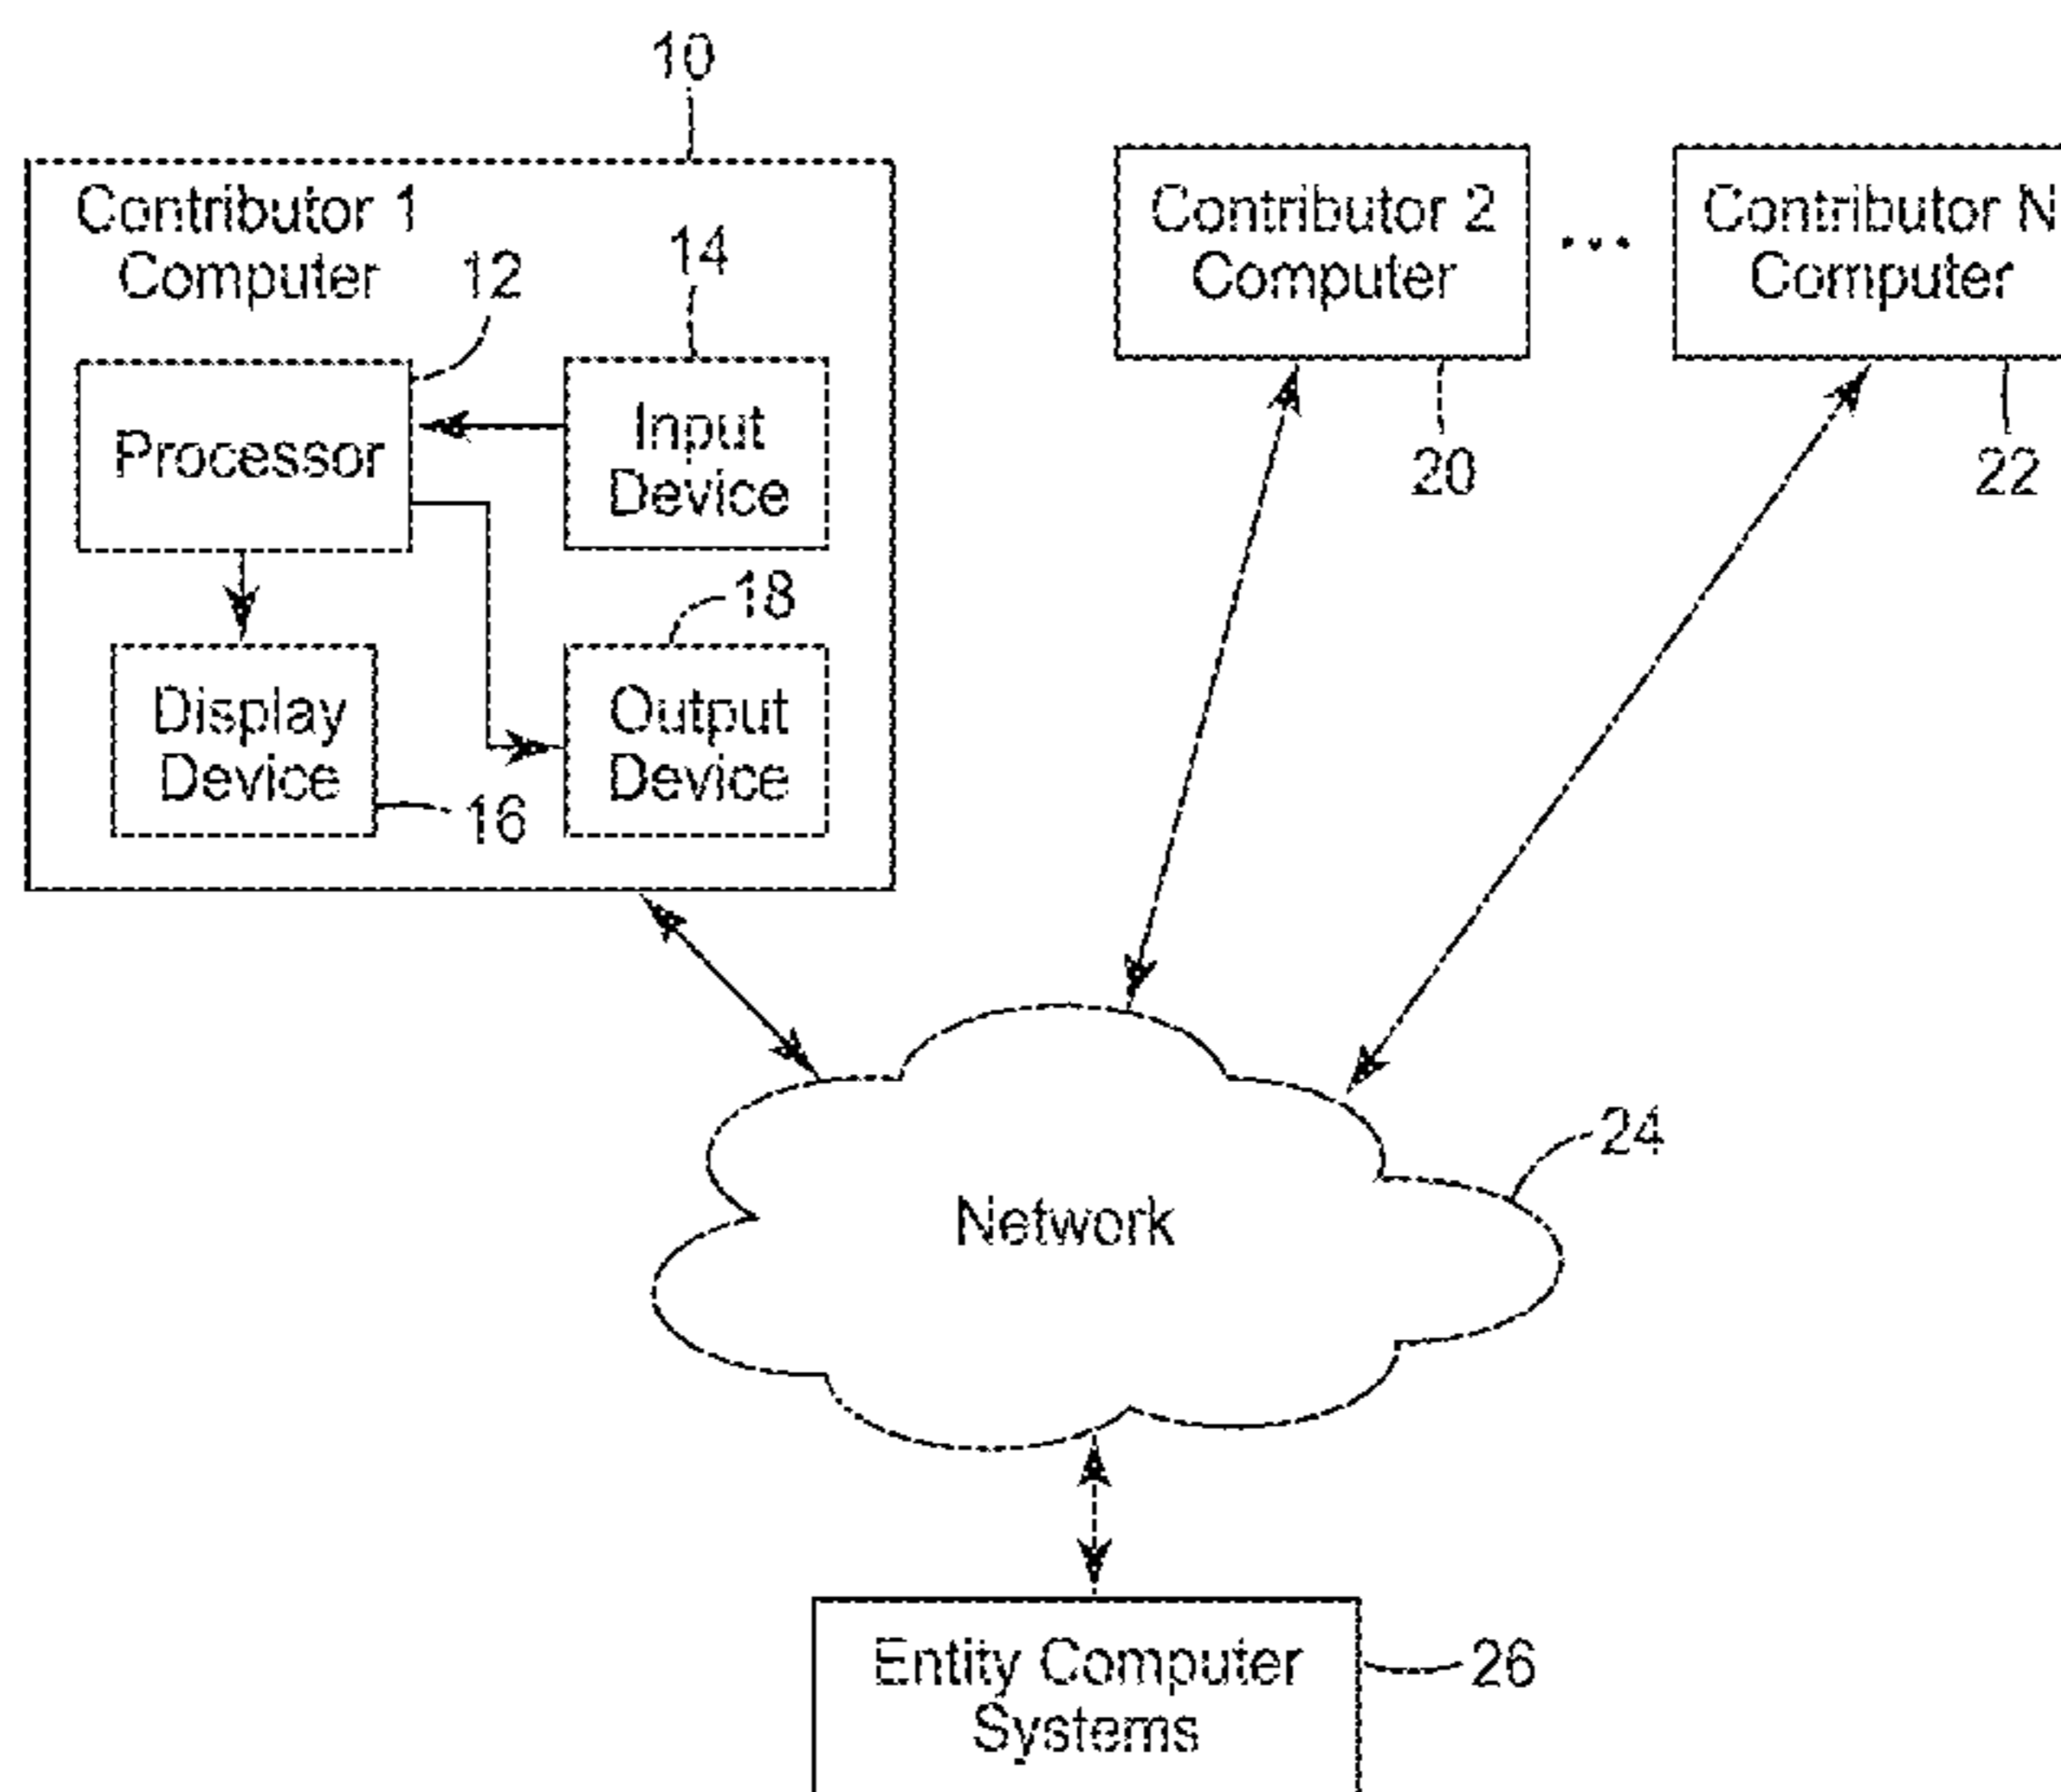 10
Contributor 1
Computer
12
14
Processor
Input
Device
18
Display
Device
16
Output
Device
Contributor 2
Computer
20
...
Contributor N
Computer
22
Network
24
Entity Computer
Systems
26